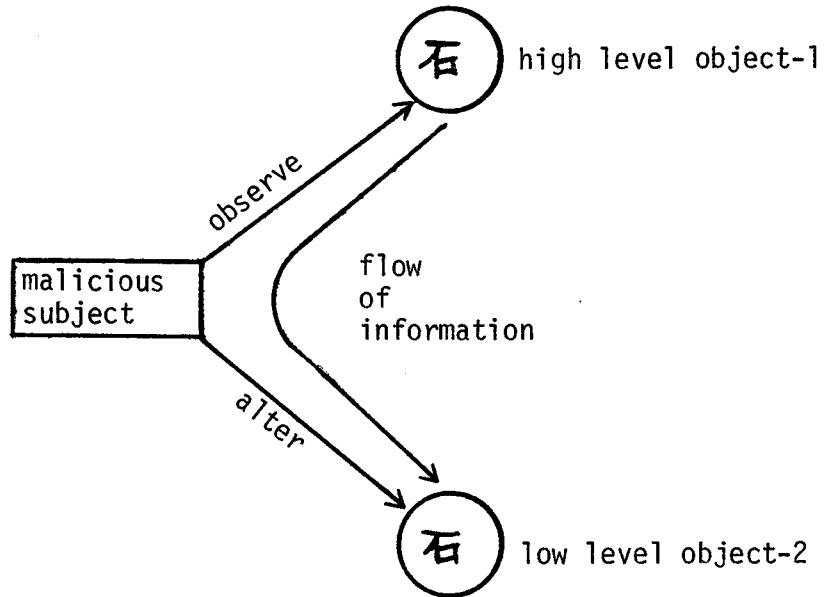 石
high level object-1
observe
malicious
subject
flow
of
information
alter
石
low level object-2